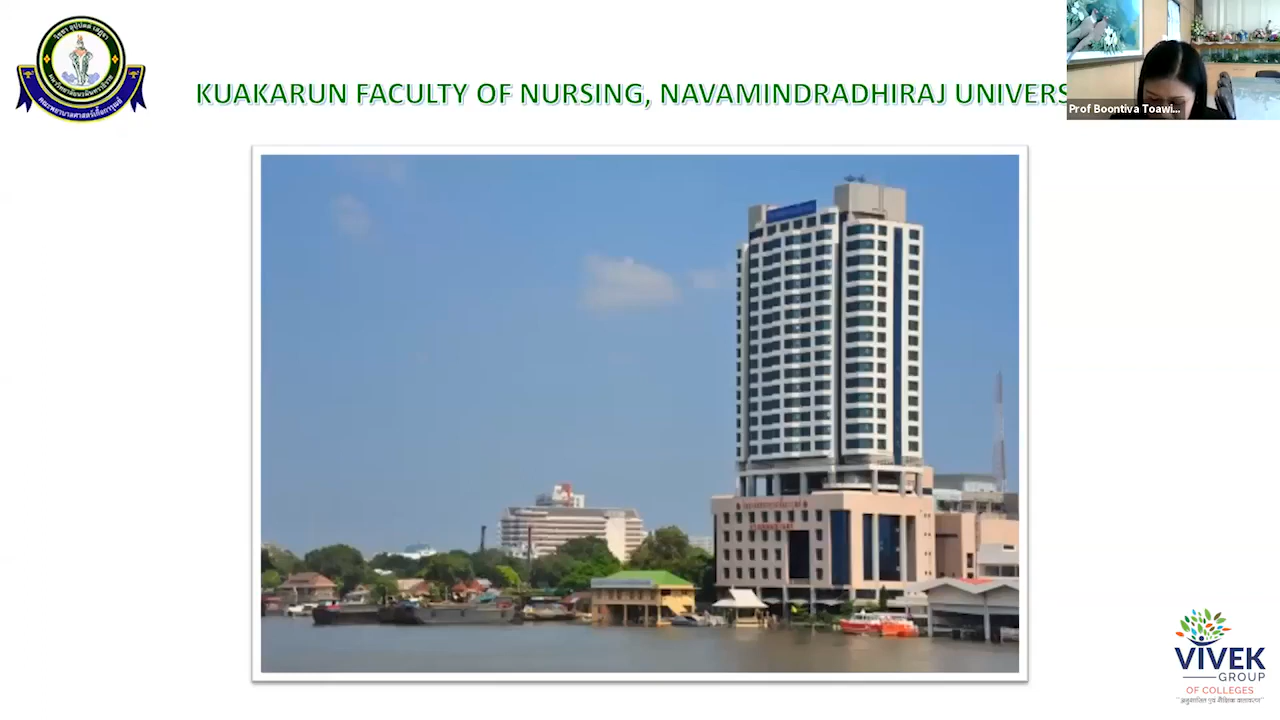 KUAKARUN FACULTY OF NURSING, NAVAMINDRADHIRAJ UNIVERS
Prof Boontiva Toawi...
VIVEK
GROUP
OF COLLEGES